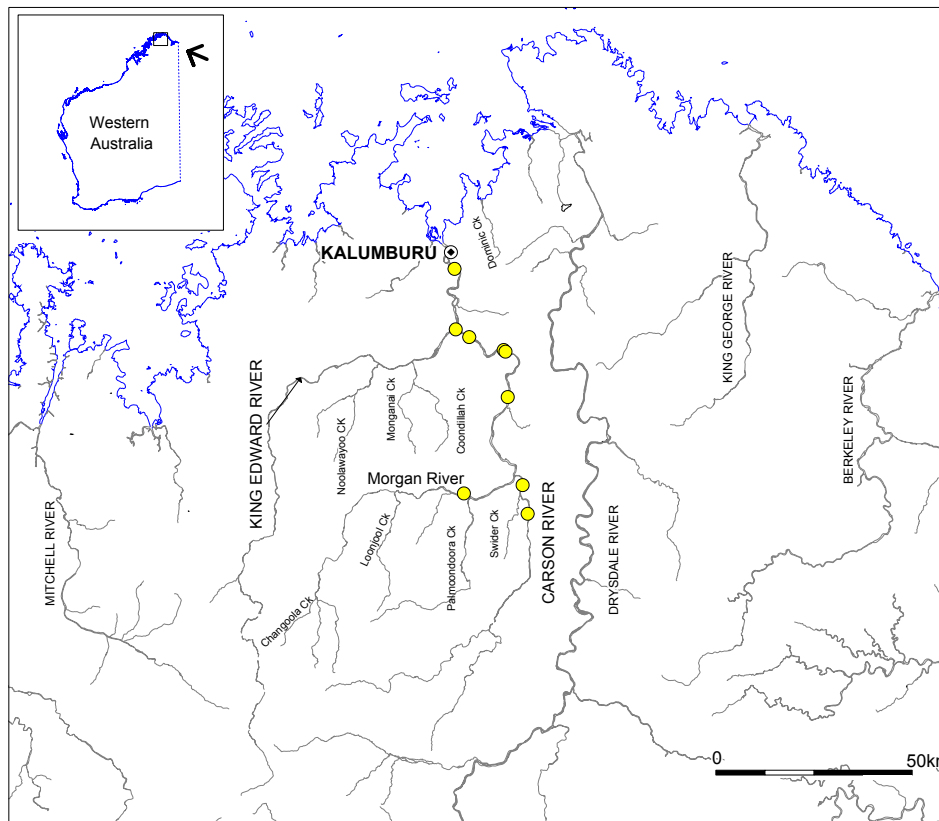 Western
Australia
KALUMBURU
Dominic Ck
KING GEORGE RIVER
KING EDWARD RIVER
Noolawayoo CK
Monganai Ck
Coondillah Ck
BERKELEY RIVER
Morgan River
MITCHELL RIVER
Loonjool Ck
Palmoondoora Ck
Swider Ck
CARSON RIVER
DRYSDALE RIVER
Changoola Ck
0
50km